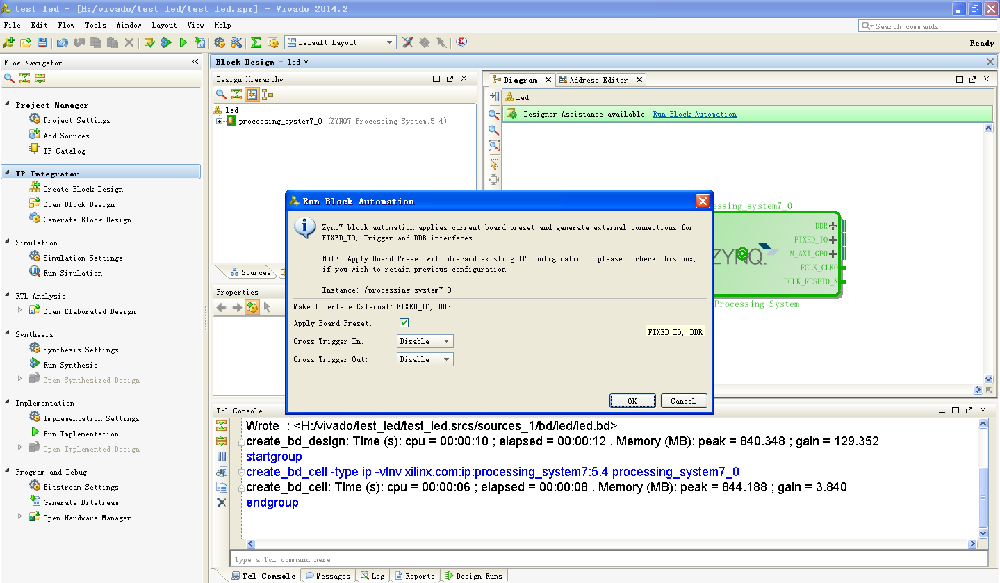 test_led - [H:/vivado/test_led/test_led.xpr] - Vivado 2014.2
File Edit Flow Tools Window Layout View Help
Search commands
Default Layout
Ready
Flow Navigator
Project Manager
Project Settings
Add Sources
IP Catalog
IP Integrator
Create Block Design
Open Block Design
Generate Block Design
Simulation
Simulation Settings
Run Simulation
RTL Analysis
Open Elaborated Design
Synthesis
Synthesis Settings
Run Synthesis
Open Synthesized Design
Implementation
Implementation Settings
Run Implementation
Open Implemented Design
Program and Debug
Bitstream Settings
Generate Bitstream
Open Hardware Manager
Block Design - led *
Design Hierarchy
led
processing_system7_0 (ZYNQ7 Processing System:5.4)
Sources
Properties
Diagram
Address Editor
led
Designer Assistance available. Run Block Automation
essing_system7_0
DDR
FIXED_IO
M_AXI_GP0
FCLK_CLK0
FCLK_RESET0_N
ZYNQ
Processing System
Run Block Automation
Zynq7 block automation applies current board preset and generate external connections for
FIXED_IO, Trigger and DDR interfaces
NOTE: Apply Board Preset will discard existing IP configuration - please uncheck this box,
if you wish to retain previous configuration
Instance: /processing_system7_0
Make Interface External: FIXED_IO, DDR
Apply Board Preset:
FIXED_IO, DDR
Cross Trigger In: Disable
Cross Trigger Out: Disable
OK Cancel
Tcl Console
Wrote : <H:/vivado/test_led/test_led.srcs/sources_1/bd/led/led.bd>
create_bd_design: Time (s): cpu = 00:00:10 ; elapsed = 00:00:12 . Memory (MB): peak = 840.348 ; gain = 129.352
startgroup
create_bd_cell -type ip -vlnv xilinx.com:ip:processing_system7:5.4 processing_system7_0
create_bd_cell: Time (s): cpu = 00:00:06 ; elapsed = 00:00:08 . Memory (MB): peak = 844.188 ; gain = 3.840
endgroup
Type a Tcl command here
Tcl Console Messages Log Reports Design Runs